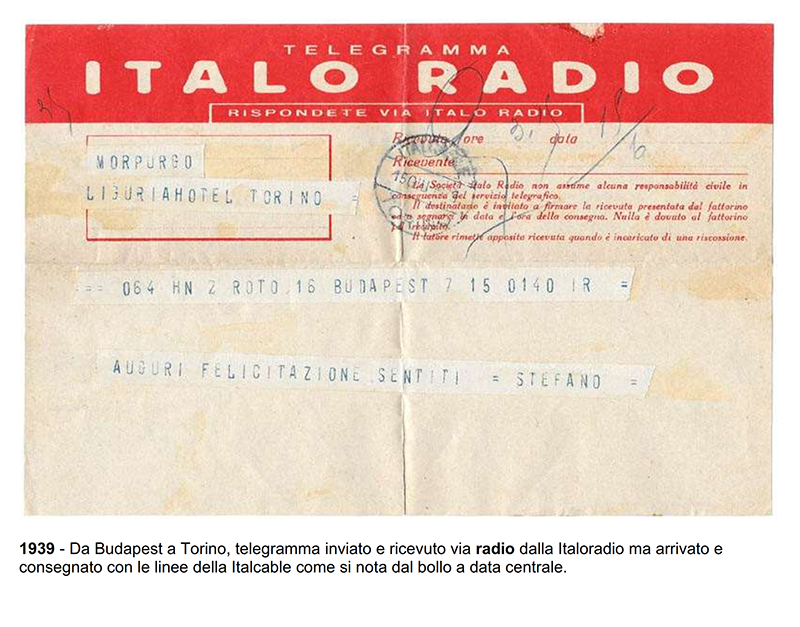 TELEGRAMMA
ITALO RADIO
RISPONDETE VIA ITALO RADIO
Ricevuto ore data
Ricevente
MORPURGO
LIGURIAHOTEL TORINO =
La Società Italo Radio non assume alcuna responsabilità civile in
conseguenza del servizio telegrafico.
Il destinatario è invitato a firmare la ricevuta presentata dal fattorino
ed a segnarvi la data e l'ora della consegna. Nulla è dovuto al fattorino
pel recapito.
Il latore rimette apposita ricevuta quando è incaricato di una riscossione.
== 064 HN Z ROTO 16 BUDAPEST 7 15 0140 IR =
AUGURI FELICITAZIONE SENTITI = STEFANO =
1939 - Da Budapest a Torino, telegramma inviato e ricevuto via radio dalla Italoradio ma arrivato e
consegnato con le linee della Italcable come si nota dal bollo a data centrale.